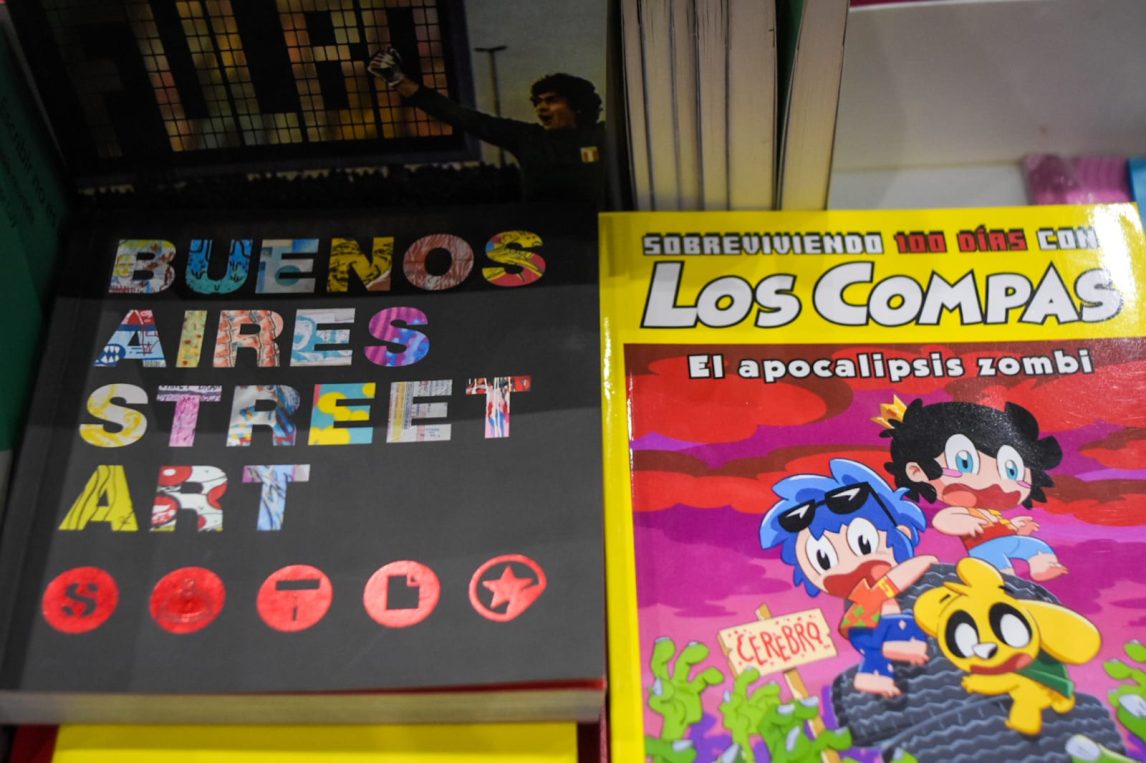 BUENOS
AIRES
STREET
ART
S
SOBREVIVIENDO 100 DÍAS CON
LOS COMPAS
El apocalipsis zombi
CEREBRO